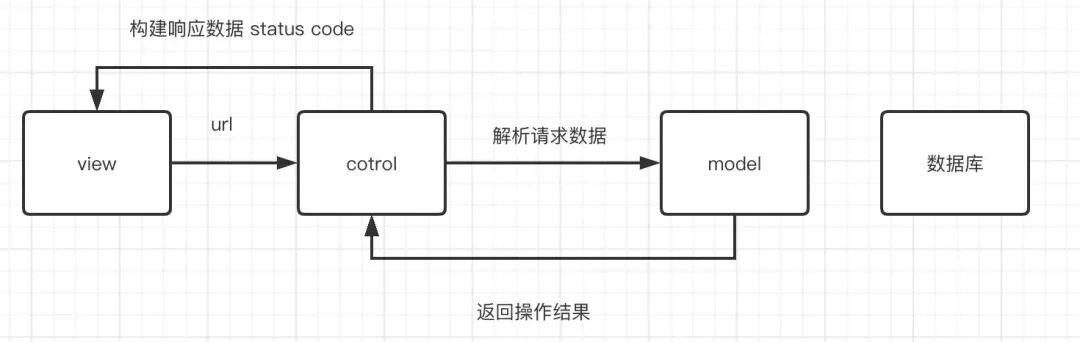 构建响应数据 status code
url
view
cotrol
解析请求数据
model
数据库
返回操作结果